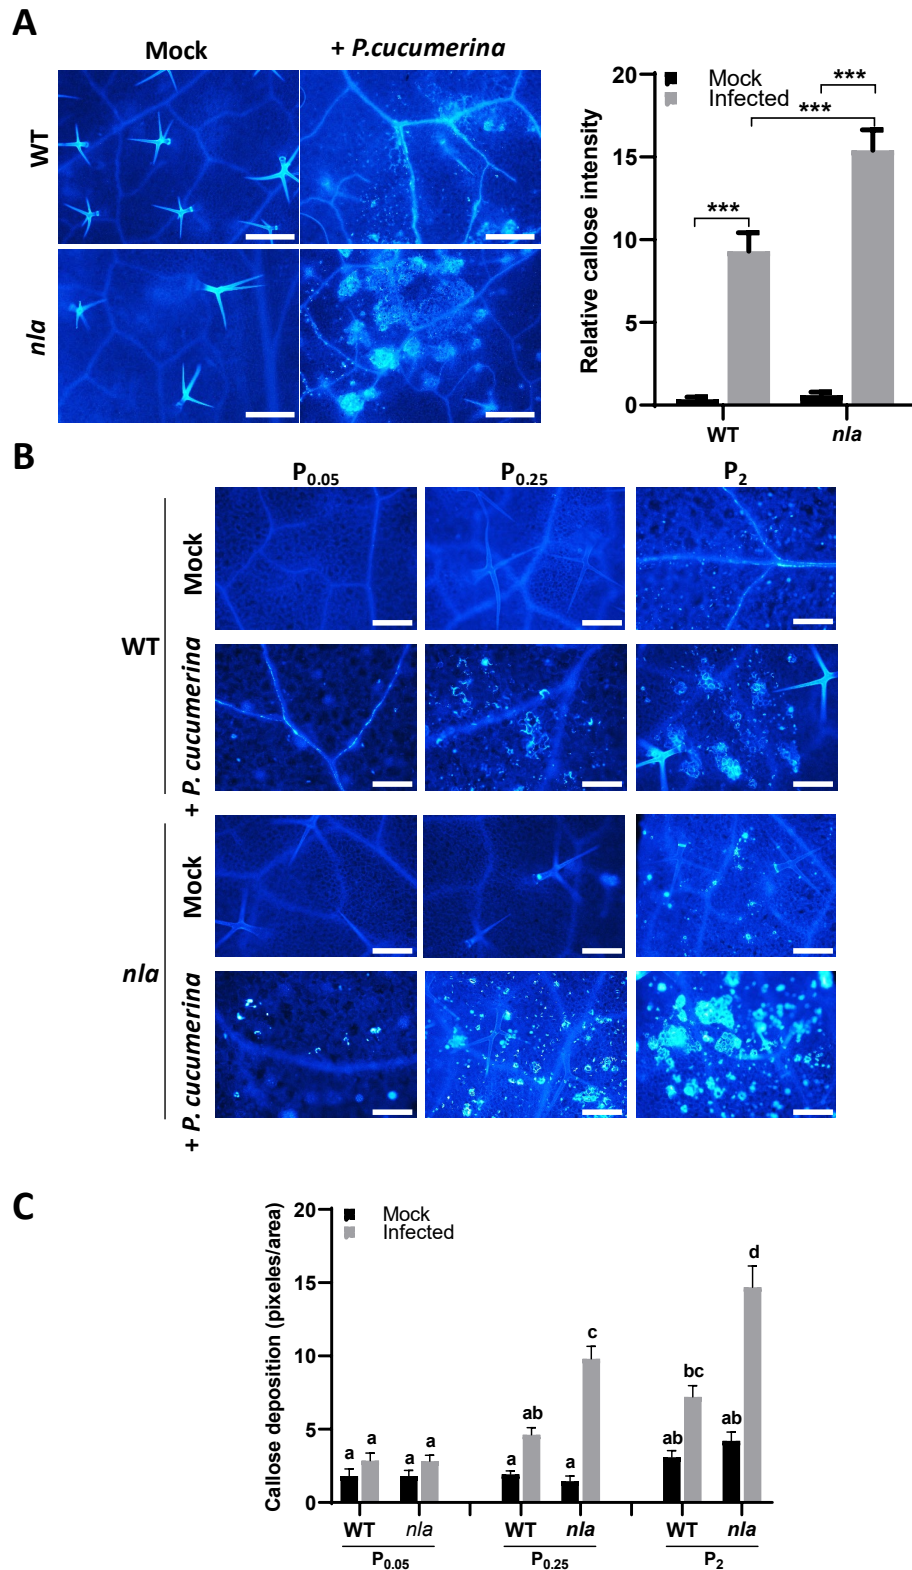 A
Mock
+ P.cucumerina
WT
nla
20
15
10
5
0
Relative callose intensity
Mock
Infected
***
***
***
WT
nla
B
P0.05
P0.25
P2
WT
Mock
+ P. cucumerina
nla
Mock
+ P. cucumerina
C
20
15
10
5
0
Callose deposition (pixeles/area)
Mock
Infected
a a a a a ab a c ab bc ab d
WT nla WT nla WT nla
P0.05 P0.25 P2